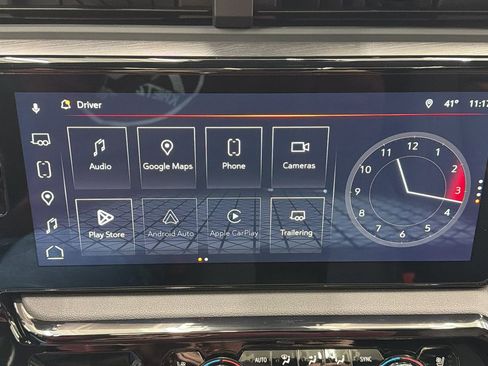 Driver
41°
11:17
Audio
Google Maps
Phone
Cameras
Play Store
Android Auto
Apple CarPlay
Trailering
12
1
2
3
4
5
6
7
8
9
10
11
AUTO
SYNC